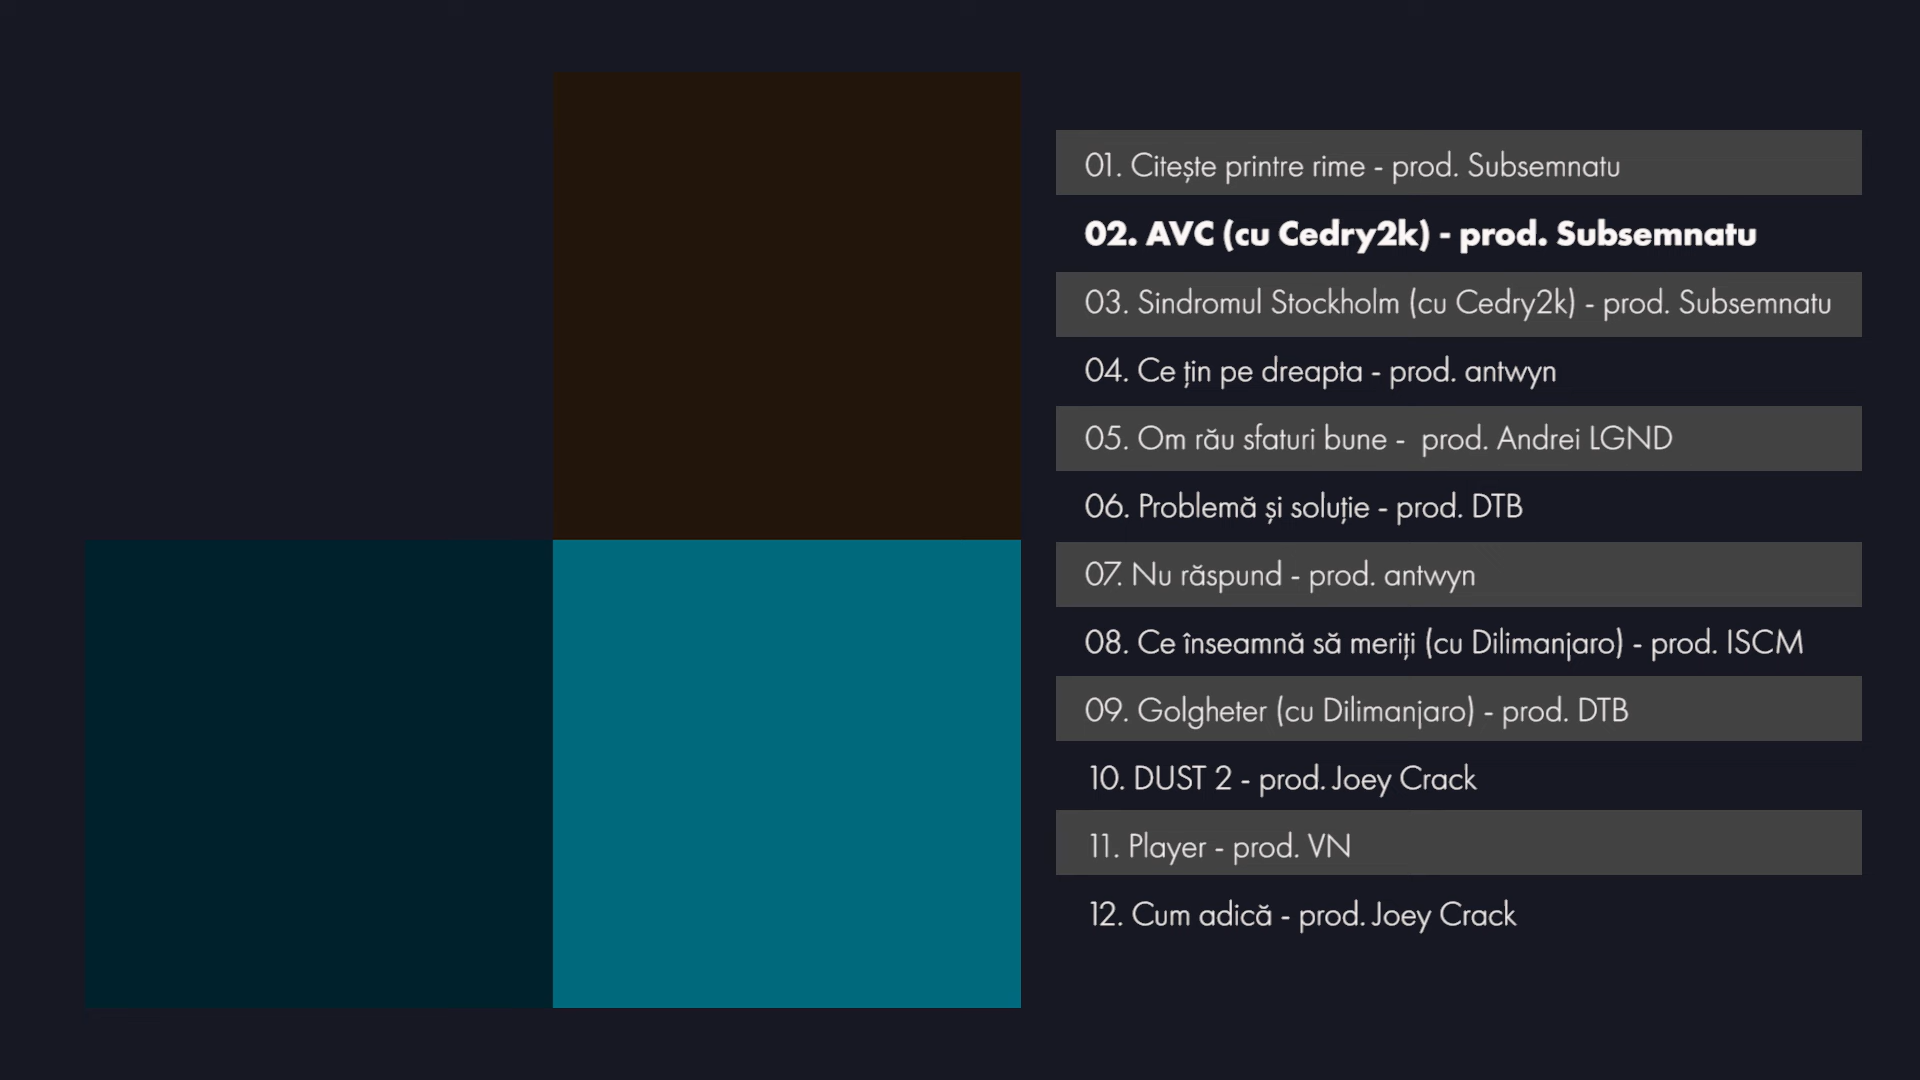 01. Citește printre rime - prod. Subsemnatu
02. AVC (cu Cedry2k) - prod. Subsemnatu
03. Sindromul Stockholm (cu Cedry2k) - prod. Subsemnatu
04. Ce țin pe dreapta - prod. antwyn
05. Om rău sfaturi bune -  prod. Andrei LGND
06. Problemă și soluție - prod. DTB
07. Nu răspund - prod. antwyn
08. Ce înseamnă să meriți (cu Dilimanjaro) - prod. ISCM
09. Golgheter (cu Dilimanjaro) - prod. DTB
10. DUST 2 - prod. Joey Crack
11. Player - prod. VN
12. Cum adică - prod. Joey Crack